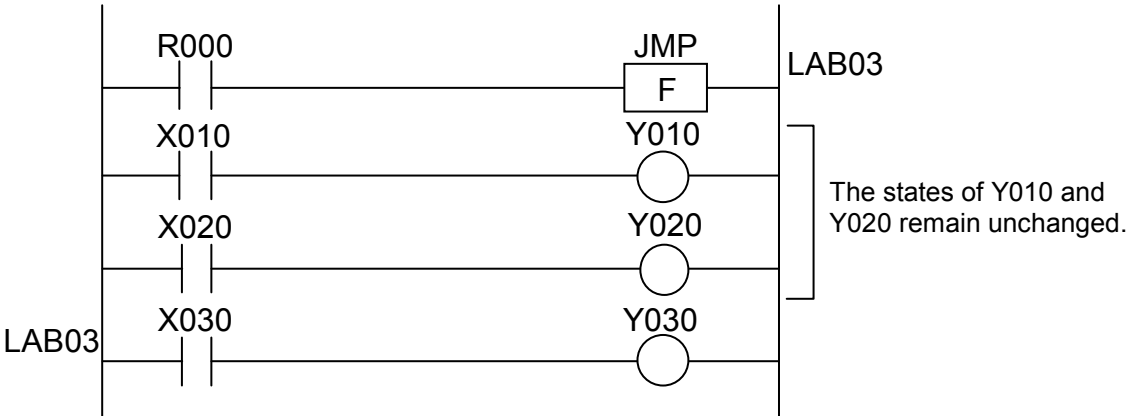 R000 JMP
LAB03
F
X010 Y010
The states of Y010 and
Y020 remain unchanged.
X020 Y020
X030 Y030
LAB03